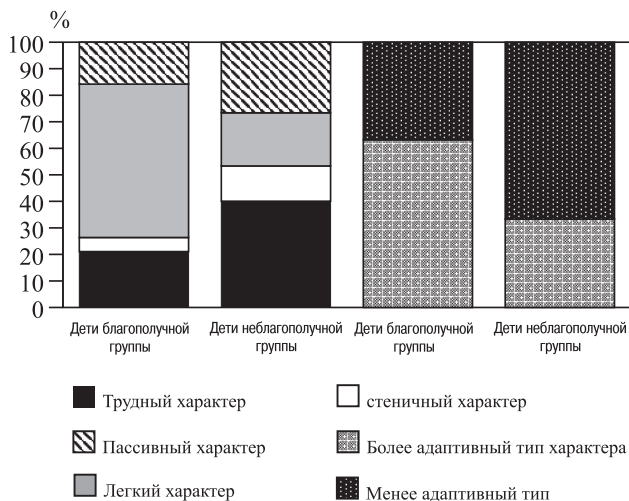 %
100
90
80
70
60
50
40
30
20
10
0
Дети благополучной группы
Дети неблагополучной группы
Дети благополучной группы
Дети неблагополучной группы
Трудный характер
стеничный характер
Пассивный характер
Более адаптивный тип характера
Легкий характер
Менее адаптивный тип